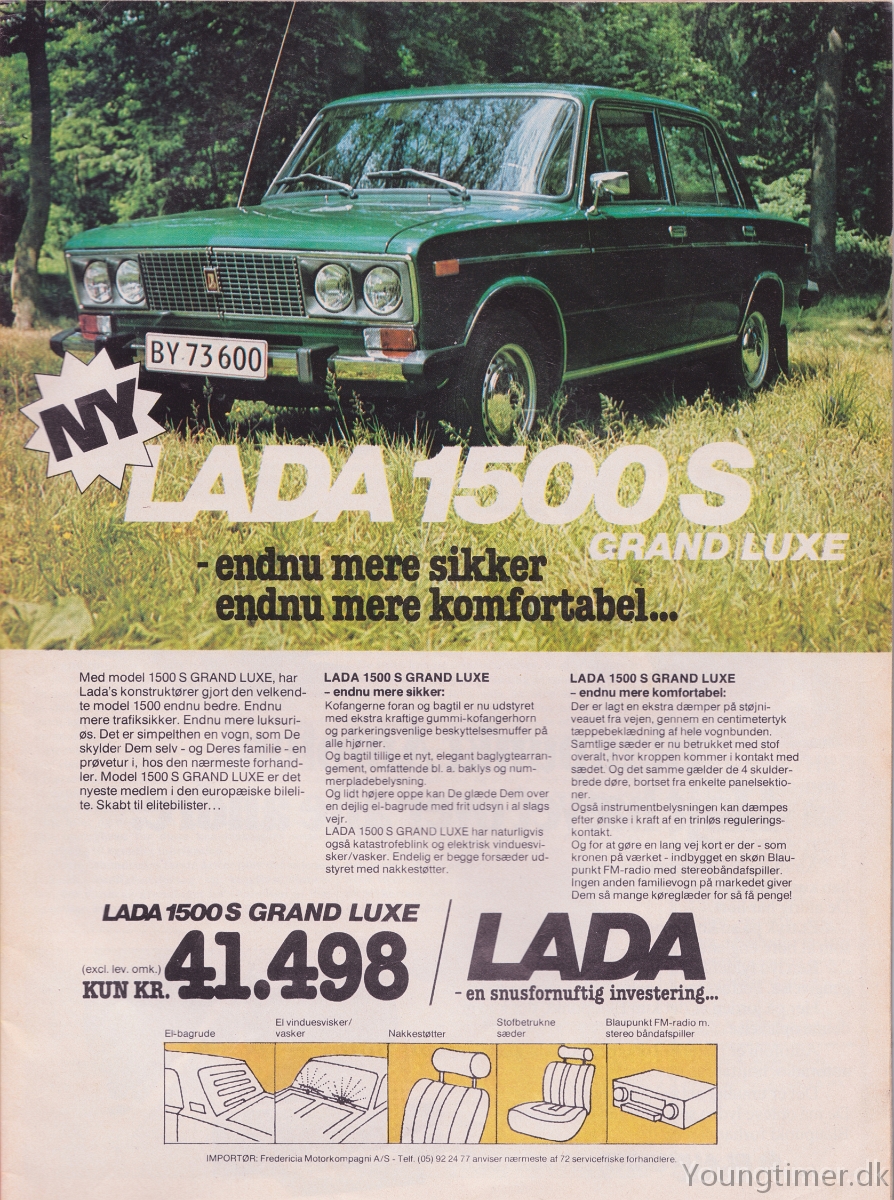 BY 73 600
NY
LADA 1500 S
GRAND LUXE
- endnu mere sikker
endnu mere komfortabel...
Med model 1500 S GRAND LUXE, har
Lada's konstruktører gjort den velkend-
te model 1500 endnu bedre. Endnu
mere trafiksikker. Endnu mere luksuri-
øs. Det er simpelthen en vogn, som De
skylder Dem selv - og Deres familie - en
prøvetur i, hos den nærmeste forhand-
ler. Model 1500 S GRAND LUXE er det
nyeste medlem i den europæiske bileli-
te. Skabt til elitebilister...
LADA 1500 S GRAND LUXE
– endnu mere sikker:
Kofangerne foran og bagtil er nu udstyret
med ekstra kraftige gummi-kofangerhorn
og parkeringsvenlige beskyttelsesmuffer på
alle hjørner.
Og bagtil tillige et nyt, elegant baglygtearran-
gement, omfattende bl. a. baklys og num-
merpladebelysning.
Og lidt højere oppe kan De glæde Dem over
en dejlig el-bagrude med frit udsyn i al slags
vejr.
LADA 1500 S GRAND LUXE har naturligvis
også katastrofeblink og elektrisk vinduesvi-
sker/vasker. Endelig er begge forsæder ud-
styret med nakkestøtter.
LADA 1500 S GRAND LUXE
– endnu mere komfortabel:
Der er lagt en ekstra dæmper på støjni-
veauet fra vejen, gennem en centimetertyk
tæppebeklædning af hele vognbunden.
Samtlige sæder er nu betrukket med stof
overalt, hvor kroppen kommer i kontakt med
sædet. Og det samme gælder de 4 skulder-
brede døre, bortset fra enkelte panelsektio-
ner.
Også instrumentbelysningen kan dæmpes
efter ønske i kraft af en trinløs regulerings-
kontakt.
Og for at gøre en lang vej kort er der - som
kronen på værket - indbygget en skøn Blau-
punkt FM-radio med stereobåndafspiller.
Ingen anden familievogn på markedet giver
Dem så mange køreglæder for så få penge!
LADA 1500 S GRAND LUXE
(excl. lev. omk.)
KUN KR. 41.498
LADA
- en snusfornuftig investering...
El-bagrude
El vinduesvisker/
vasker
Nakkestøtter
Stofbetrukne
sæder
Blaupunkt FM-radio m.
stereo båndafspiller
IMPORTØR: Fredericia Motorkompagni A/S - Telf. (05) 92 24 77 anviser nærmeste af 72 servicefriske forhandlere.
Youngtimer.dk